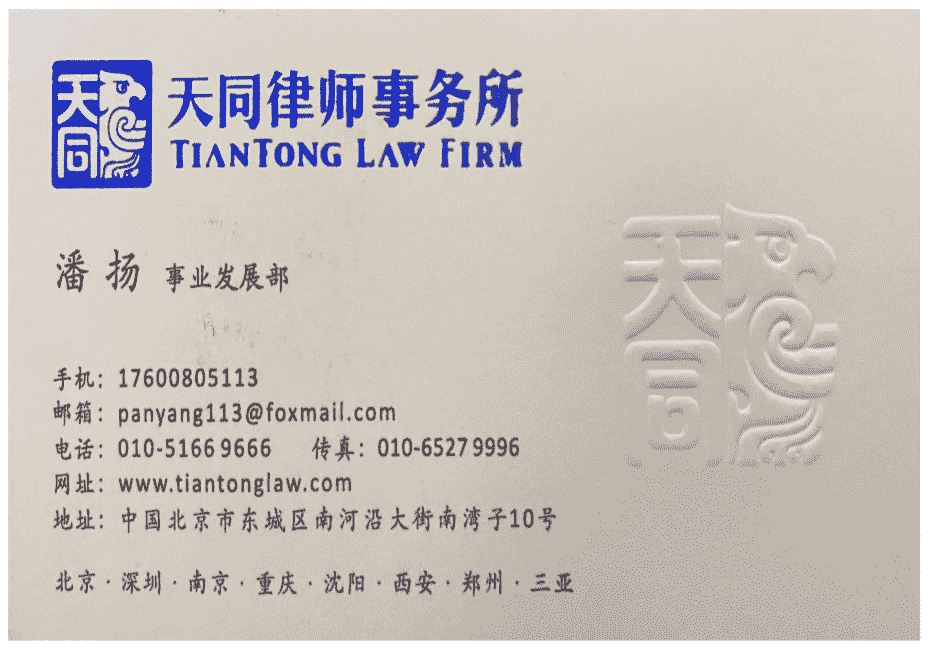 天同
天同律师事务所
TIANTONG LAW FIRM
潘 扬 事业发展部
天同
手机：17600805113
邮箱：panyang113@foxmail.com
电话：010-5166 9666 传真：010-6527 9996
网址：www.tiantonglaw.com
地址：中国北京市东城区南河沿大街南湾子10号
北京·深圳·南京·重庆·沈阳·西安·郑州·三亚